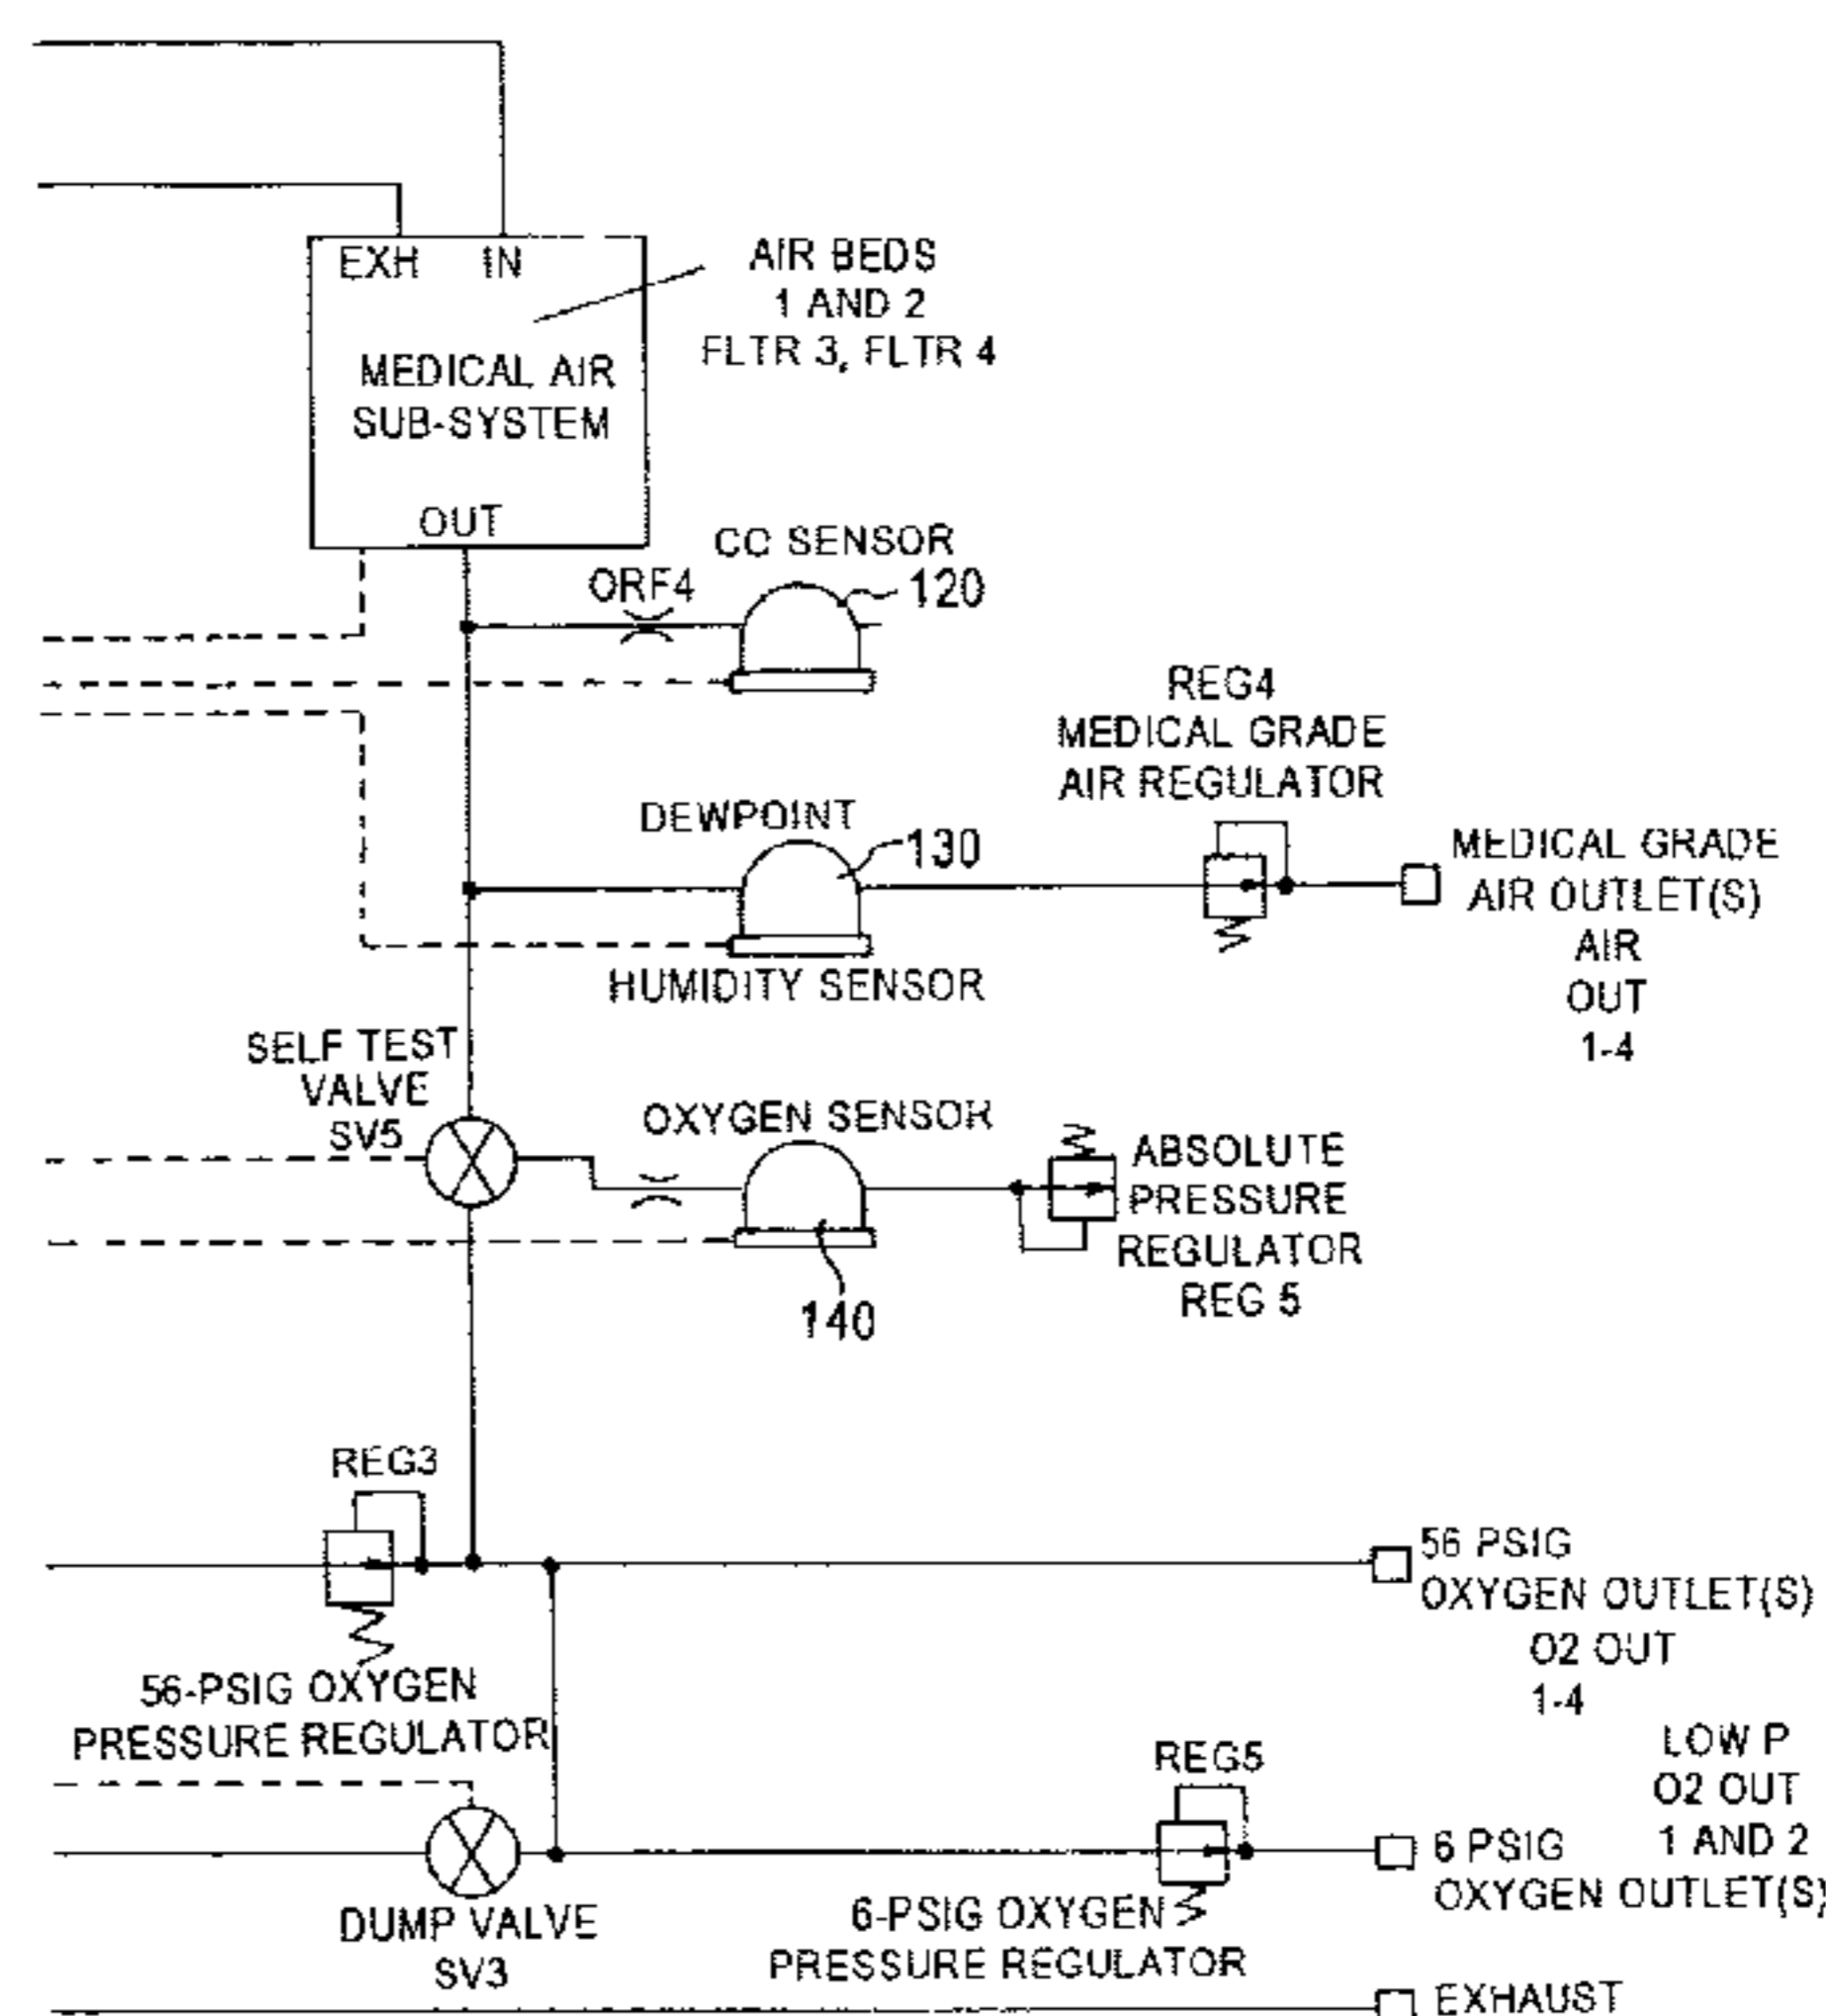 EXH IN
AIR BEDS
1 AND 2
FLTR 3, FLTR 4
MEDICAL AIR
SUB-SYSTEM
OUT
CC SENSOR
120
ORF4
REG4
MEDICAL GRADE
AIR REGULATOR
DEWPOINT
130
HUMIDITY SENSOR
MEDICAL GRADE
AIR OUTLET(S)
AIR
OUT
1-4
SELF TEST
VALVE
SV5
OXYGEN SENSOR
140
ABSOLUTE
PRESSURE
REGULATOR
REG 5
REG3
56-PSIG OXYGEN
PRESSURE REGULATOR
56 PSIG
OXYGEN OUTLET(S)
O2 OUT
1-4
LOW P
O2 OUT
1 AND 2
REG5
6 PSIG
OXYGEN OUTLET(S)
6-PSIG OXYGEN
PRESSURE REGULATOR
DUMP VALVE
SV3
EXHAUST